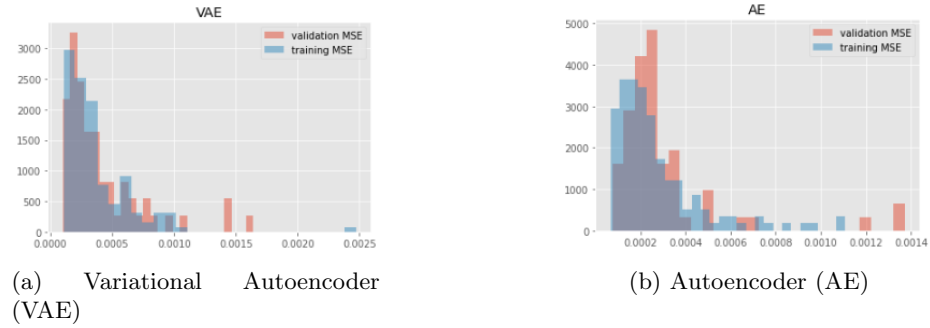 VAE
validation MSE
training MSE
3000
2500
2000
1500
1000
500
0
0.0000 0.0005 0.0010 0.0015 0.0020 0.0025
(a) Variational Autoencoder
(VAE)
AE
validation MSE
training MSE
5000
4000
3000
2000
1000
0
0.0002 0.0004 0.0006 0.0008 0.0010 0.0012 0.0014
(b) Autoencoder (AE)